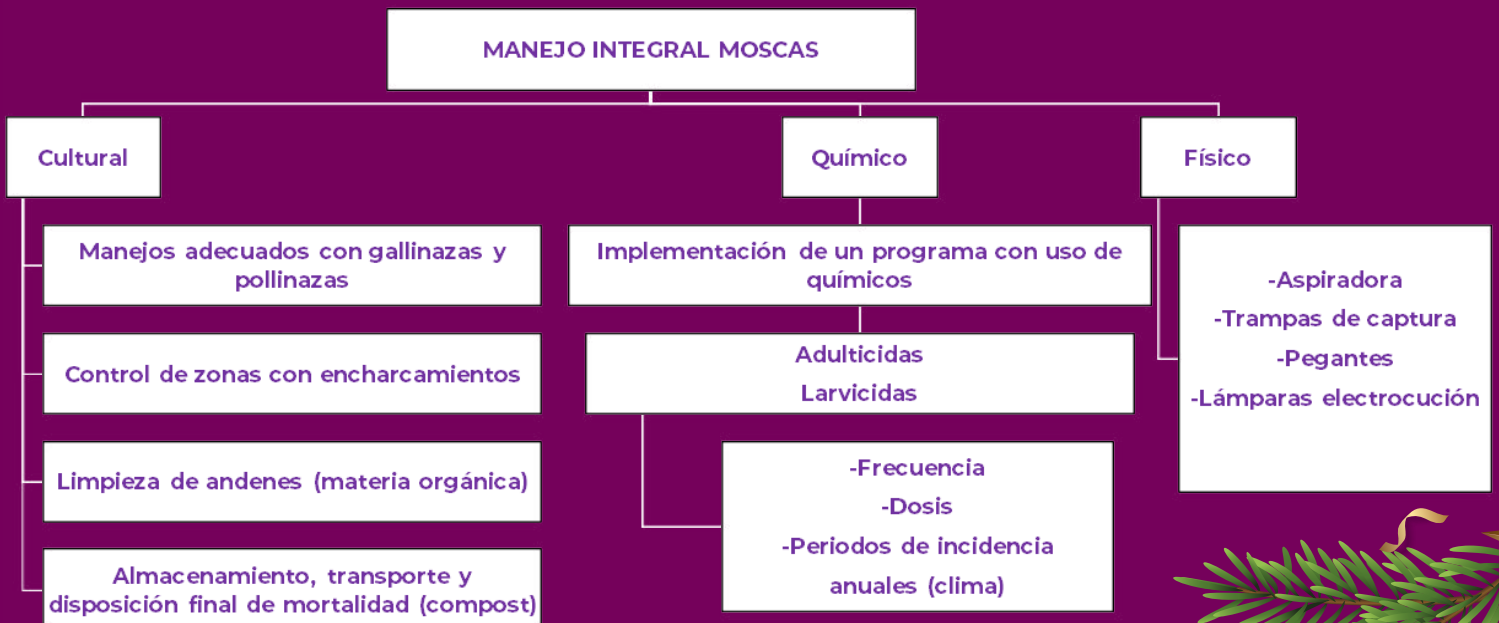 MANEJO INTEGRAL MOSCAS
Cultural
Manejos adecuados con gallinazas y
pollinazas
Control de zonas con encharcamientos
Limpieza de andenes (materia orgánica)
Almacenamiento, transporte y
disposición final de mortalidad (compost)
Químico
Implementación de un programa con uso de
químicos
Adulticidas
Larvicidas
-Frecuencia
-Dosis
-Periodos de incidencia
anuales (clima)
Físico
-Aspiradora
-Trampas de captura
-Pegantes
-Lámparas electrocución